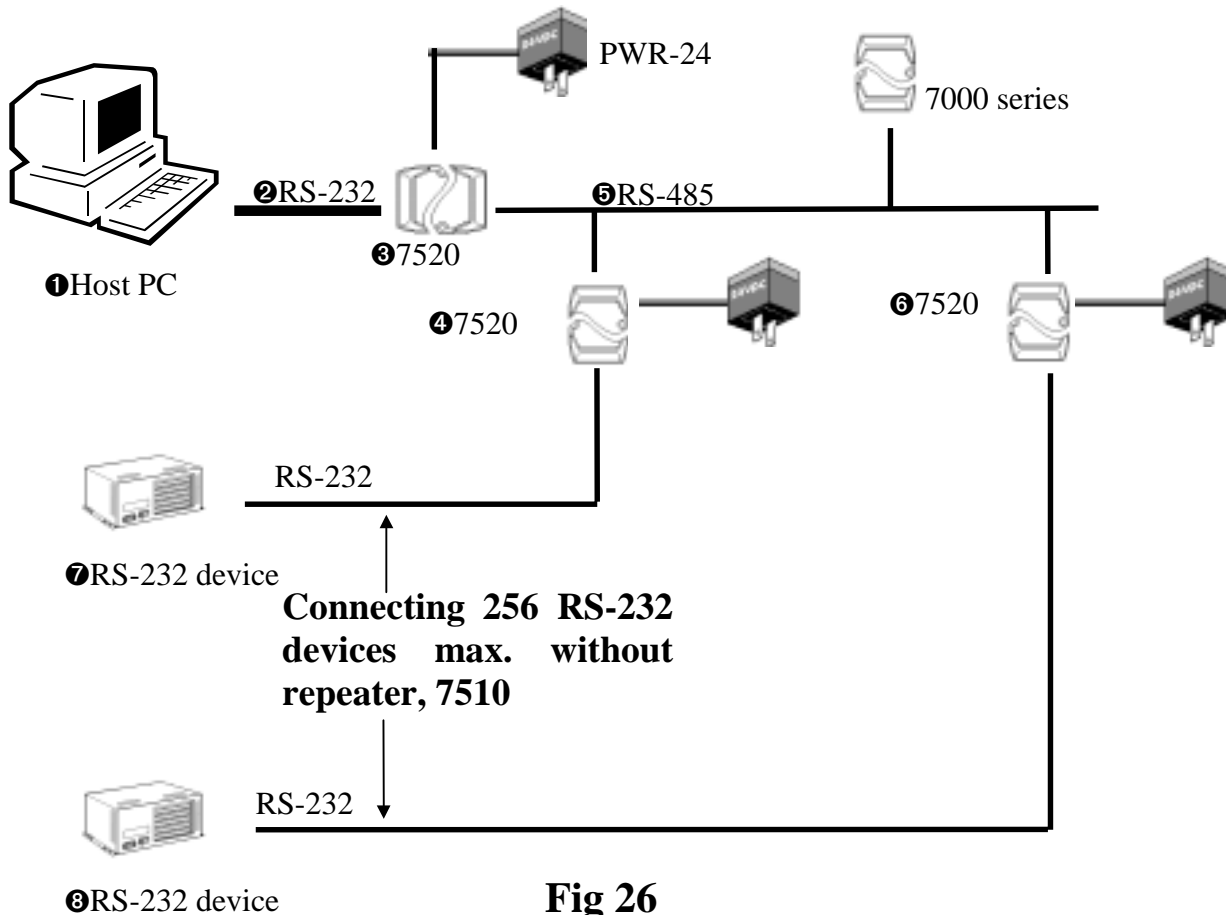 PWR-24
7000 series
❷RS-232
❺RS-485
❸7520
❶Host PC
❹7520
❻7520
RS-232
❼RS-232 device
Connecting 256 RS-232
devices max. without
repeater, 7510
RS-232
❽RS-232 device
Fig 26